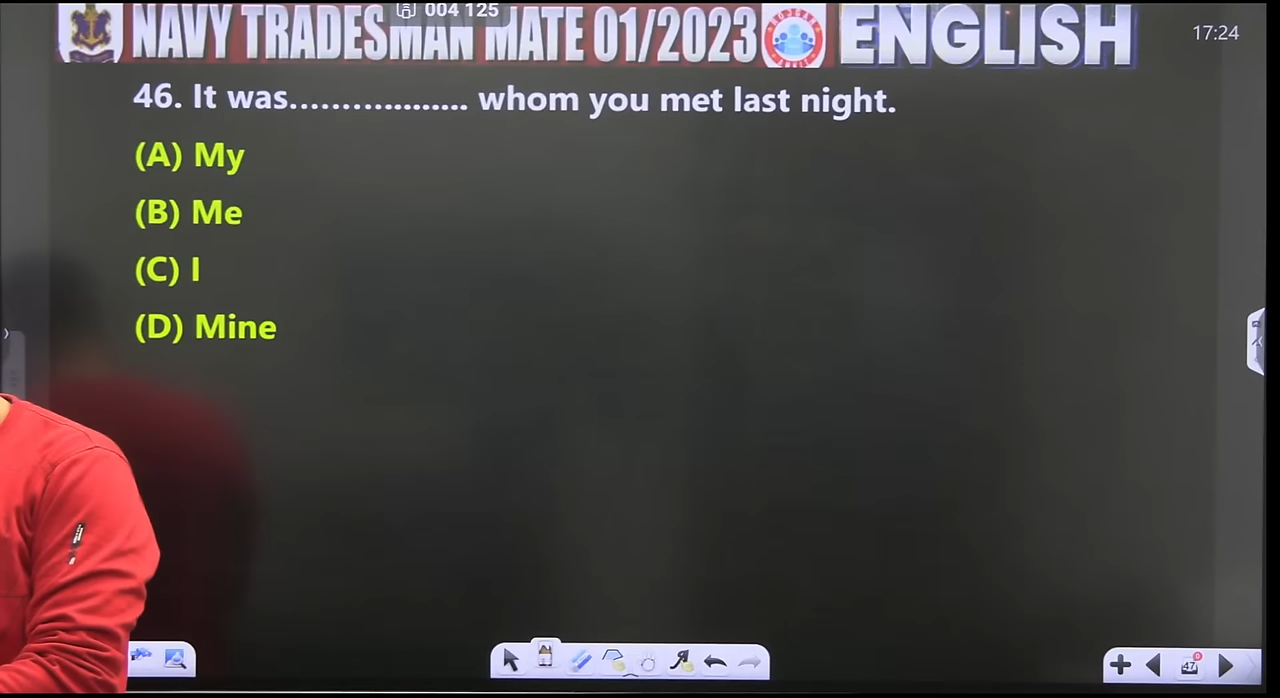 004 125
NAVY TRADESMAN MATE 01/2023 ENGLISH
17:24
46. It was.................... whom you met last night.
(A) My
(B) Me
(C) I
(D) Mine
47